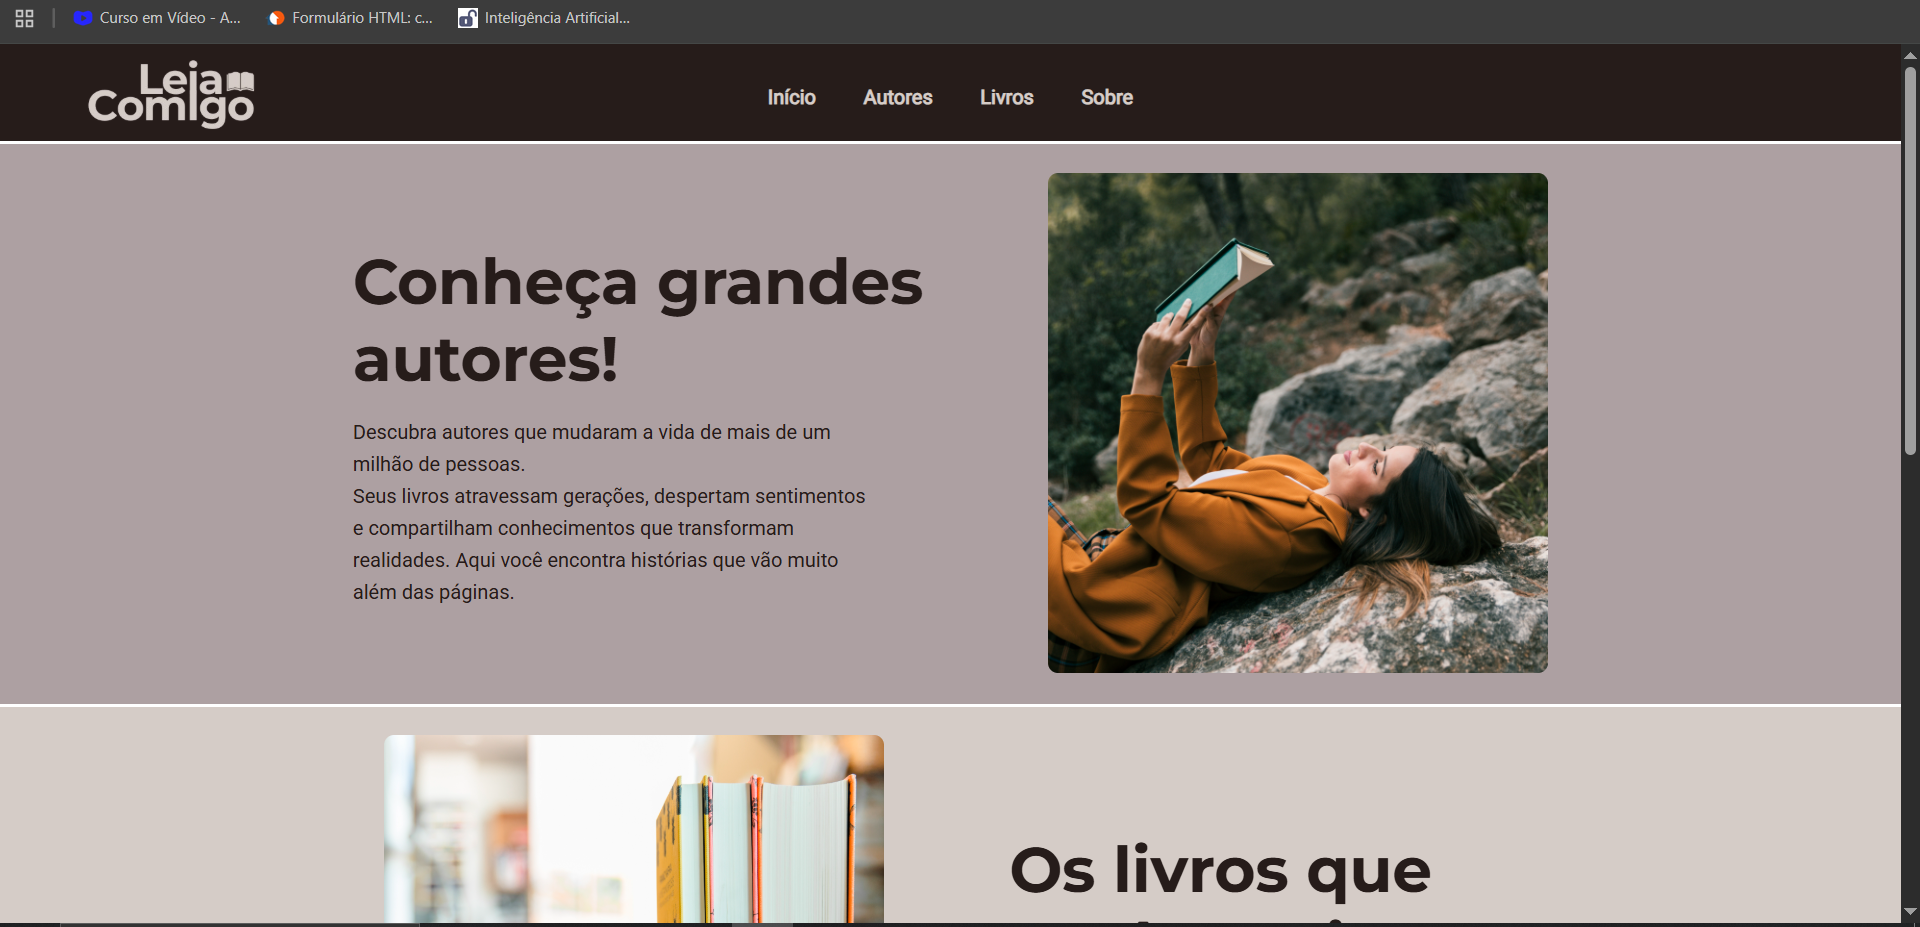 Curso em Vídeo - A...
Formulário HTML: c...
Inteligência Artificial...
Leia
ComIgo
Início
Autores
Livros
Sobre
Conheça grandes
autores!
Descubra autores que mudaram a vida de mais de um
milhão de pessoas.
Seus livros atravessam gerações, despertam sentimentos
e compartilham conhecimentos que transformam
realidades. Aqui você encontra histórias que vão muito
além das páginas.
Os livros que